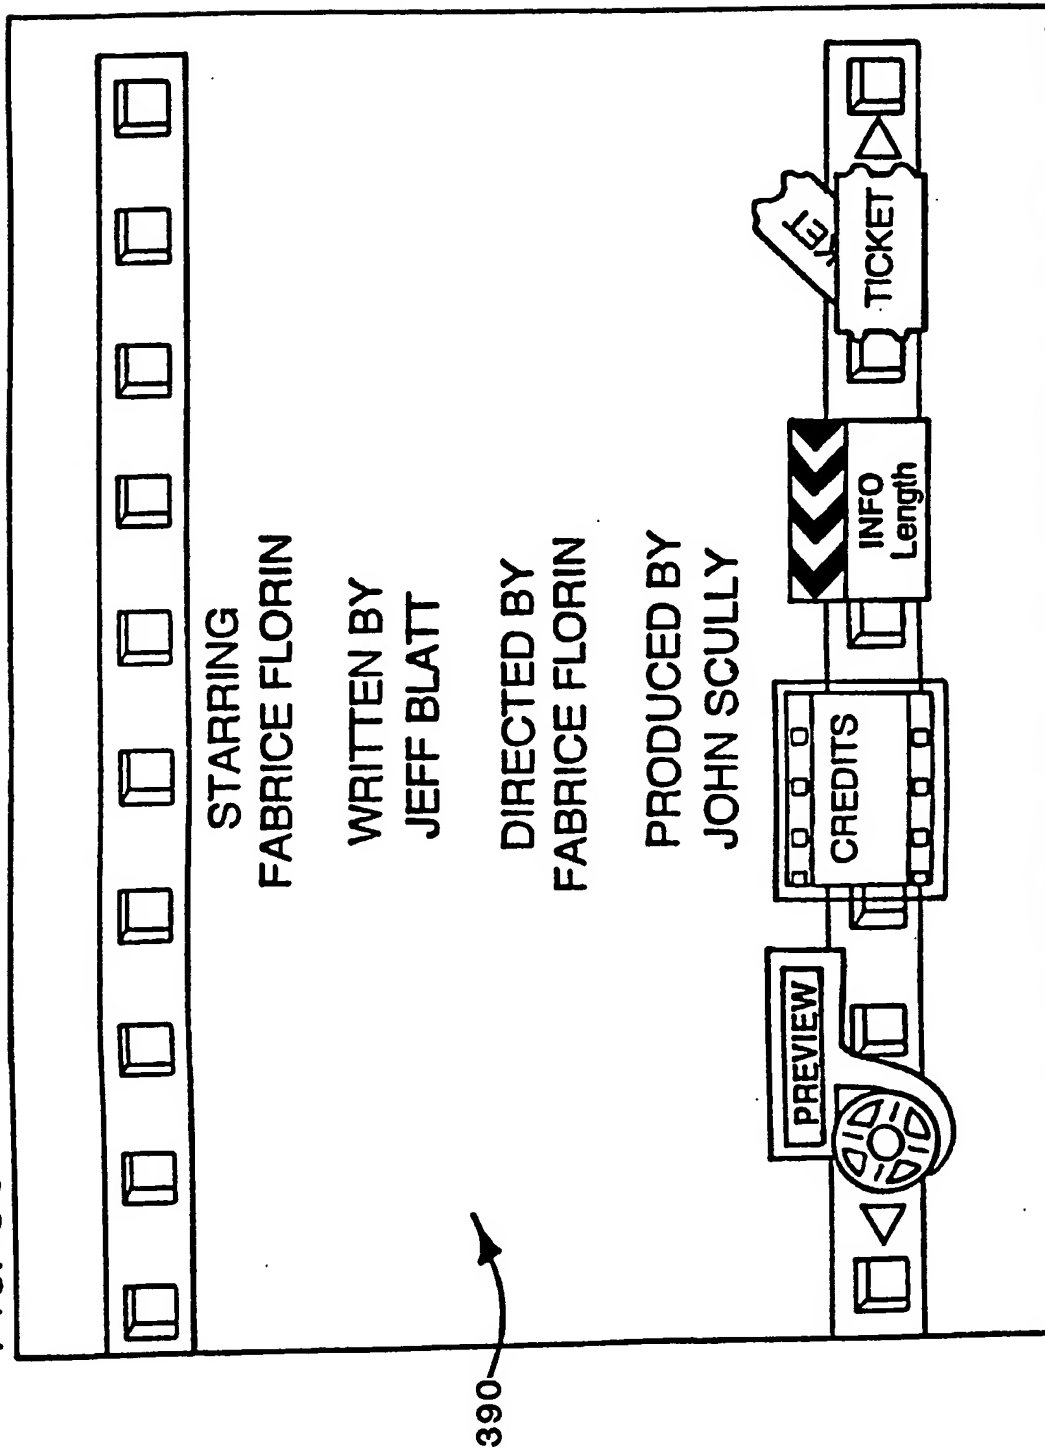 STARRING
FABRICE FLORIN
WRITTEN BY
JEFF BLATT
DIRECTED BY
FABRICE FLORIN
PRODUCED BY
JOHN SCULLY
PREVIEW
CREDITS
INFO
Length
TICKET
390